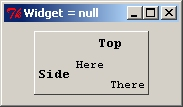 Widget = null
Top
Here
Side
There